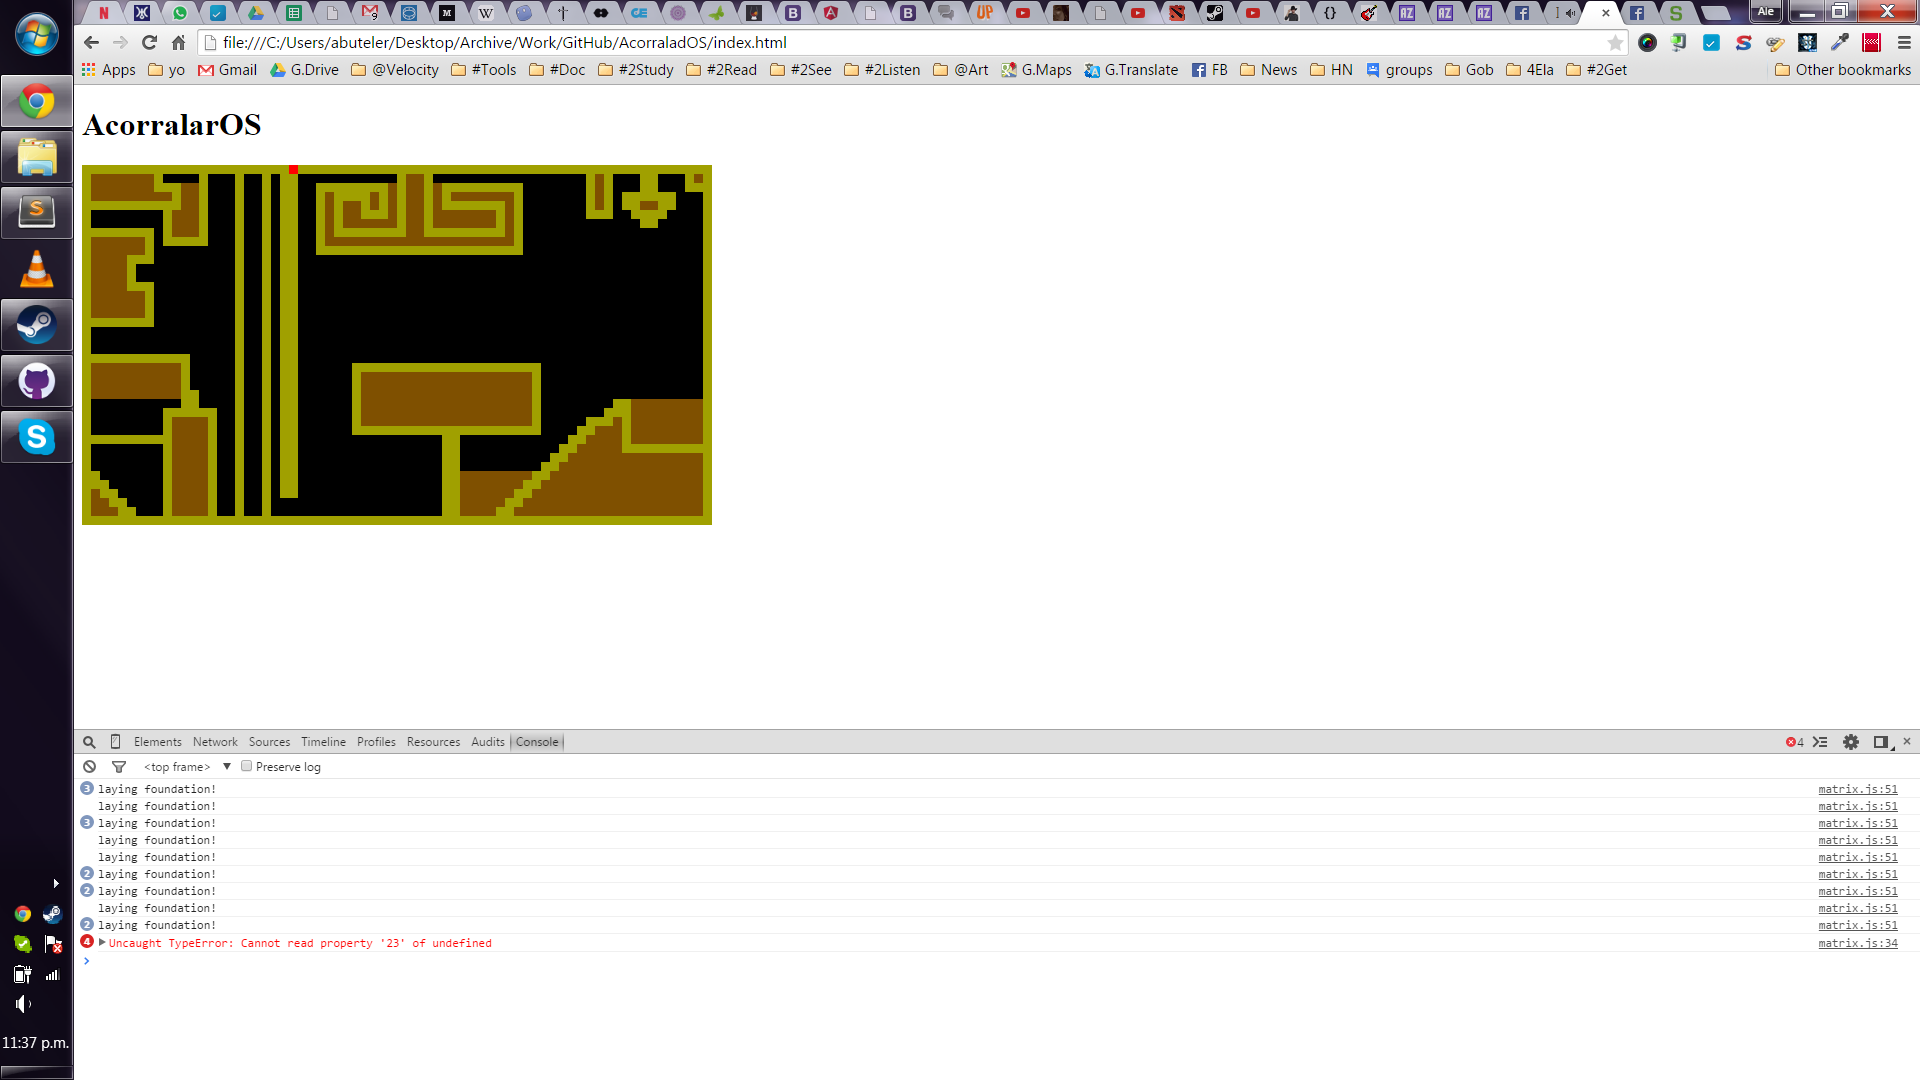 Ale
file:///C:/Users/abuteler/Desktop/Archive/Work/GitHub/AcorraladOS/index.html
Apps yo Gmail G.Drive @Velocity #Tools #Doc #2Study #2Read #2See #2Listen @Art G.Maps G.Translate FB News HN groups Gob 4Ela #2Get Other bookmarks
AcorralarOS
Elements Network Sources Timeline Profiles Resources Audits Console 4
<top frame> Preserve log
3 laying foundation! matrix.js:51
laying foundation! matrix.js:51
3 laying foundation! matrix.js:51
laying foundation! matrix.js:51
laying foundation! matrix.js:51
2 laying foundation! matrix.js:51
2 laying foundation! matrix.js:51
laying foundation! matrix.js:51
2 laying foundation! matrix.js:51
4 Uncaught TypeError: Cannot read property '23' of undefined matrix.js:34
11:37 p.m.